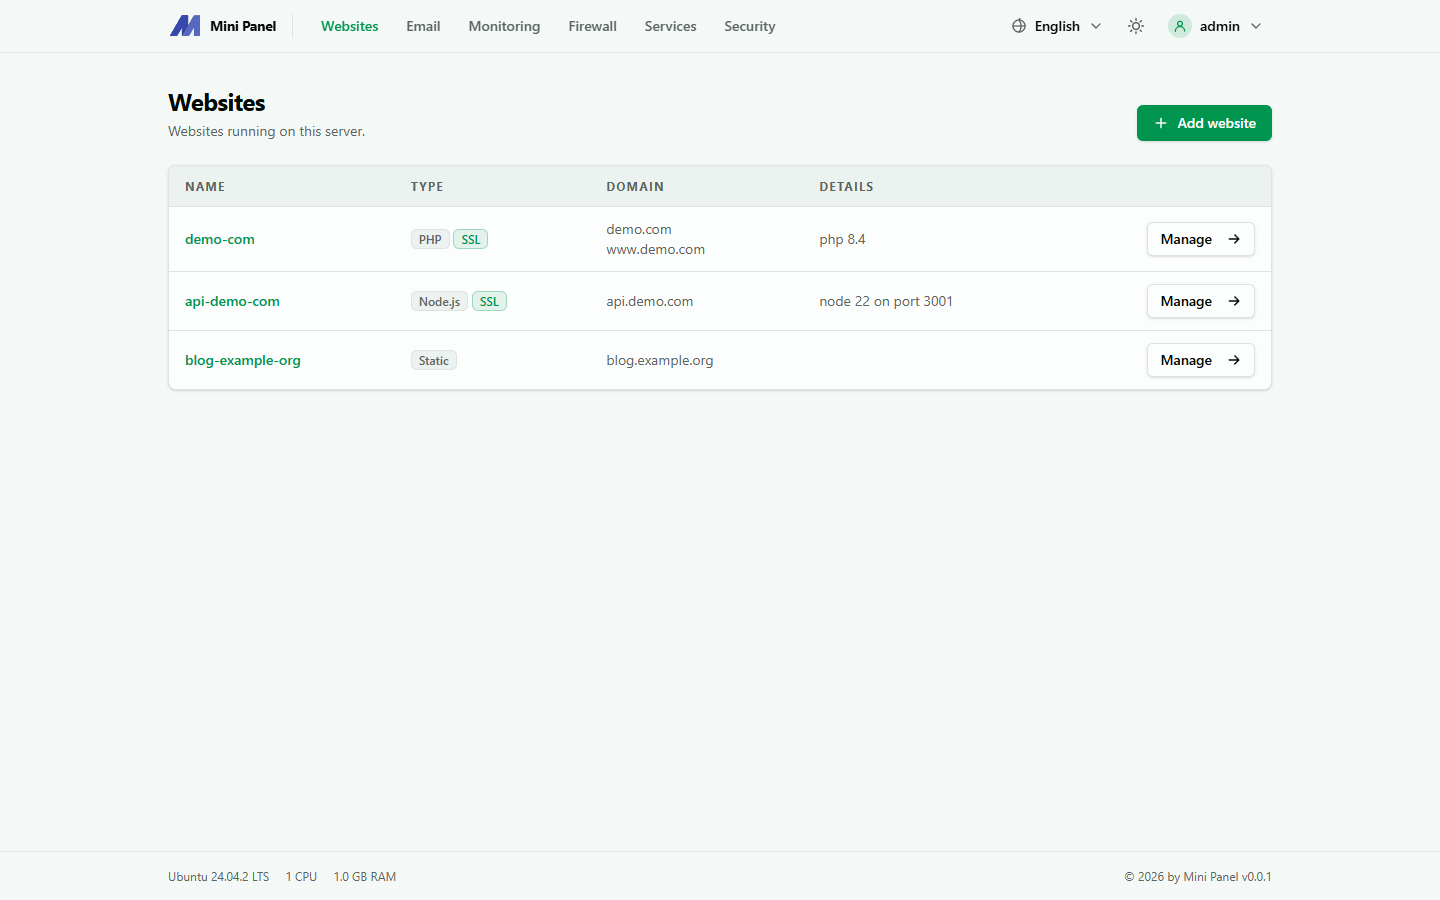 Mini Panel
Websites
Email
Monitoring
Firewall
Services
Security
English
admin
Websites
Websites running on this server.
Add website
NAME TYPE DOMAIN DETAILS
demo-com PHP SSL demo.com php 8.4 Manage
www.demo.com
api-demo-com Node.js SSL api.demo.com node 22 on port 3001 Manage
blog-example-org Static blog.example.org Manage
Ubuntu 24.04.2 LTS 1 CPU 1.0 GB RAM
© 2026 by Mini Panel v0.0.1